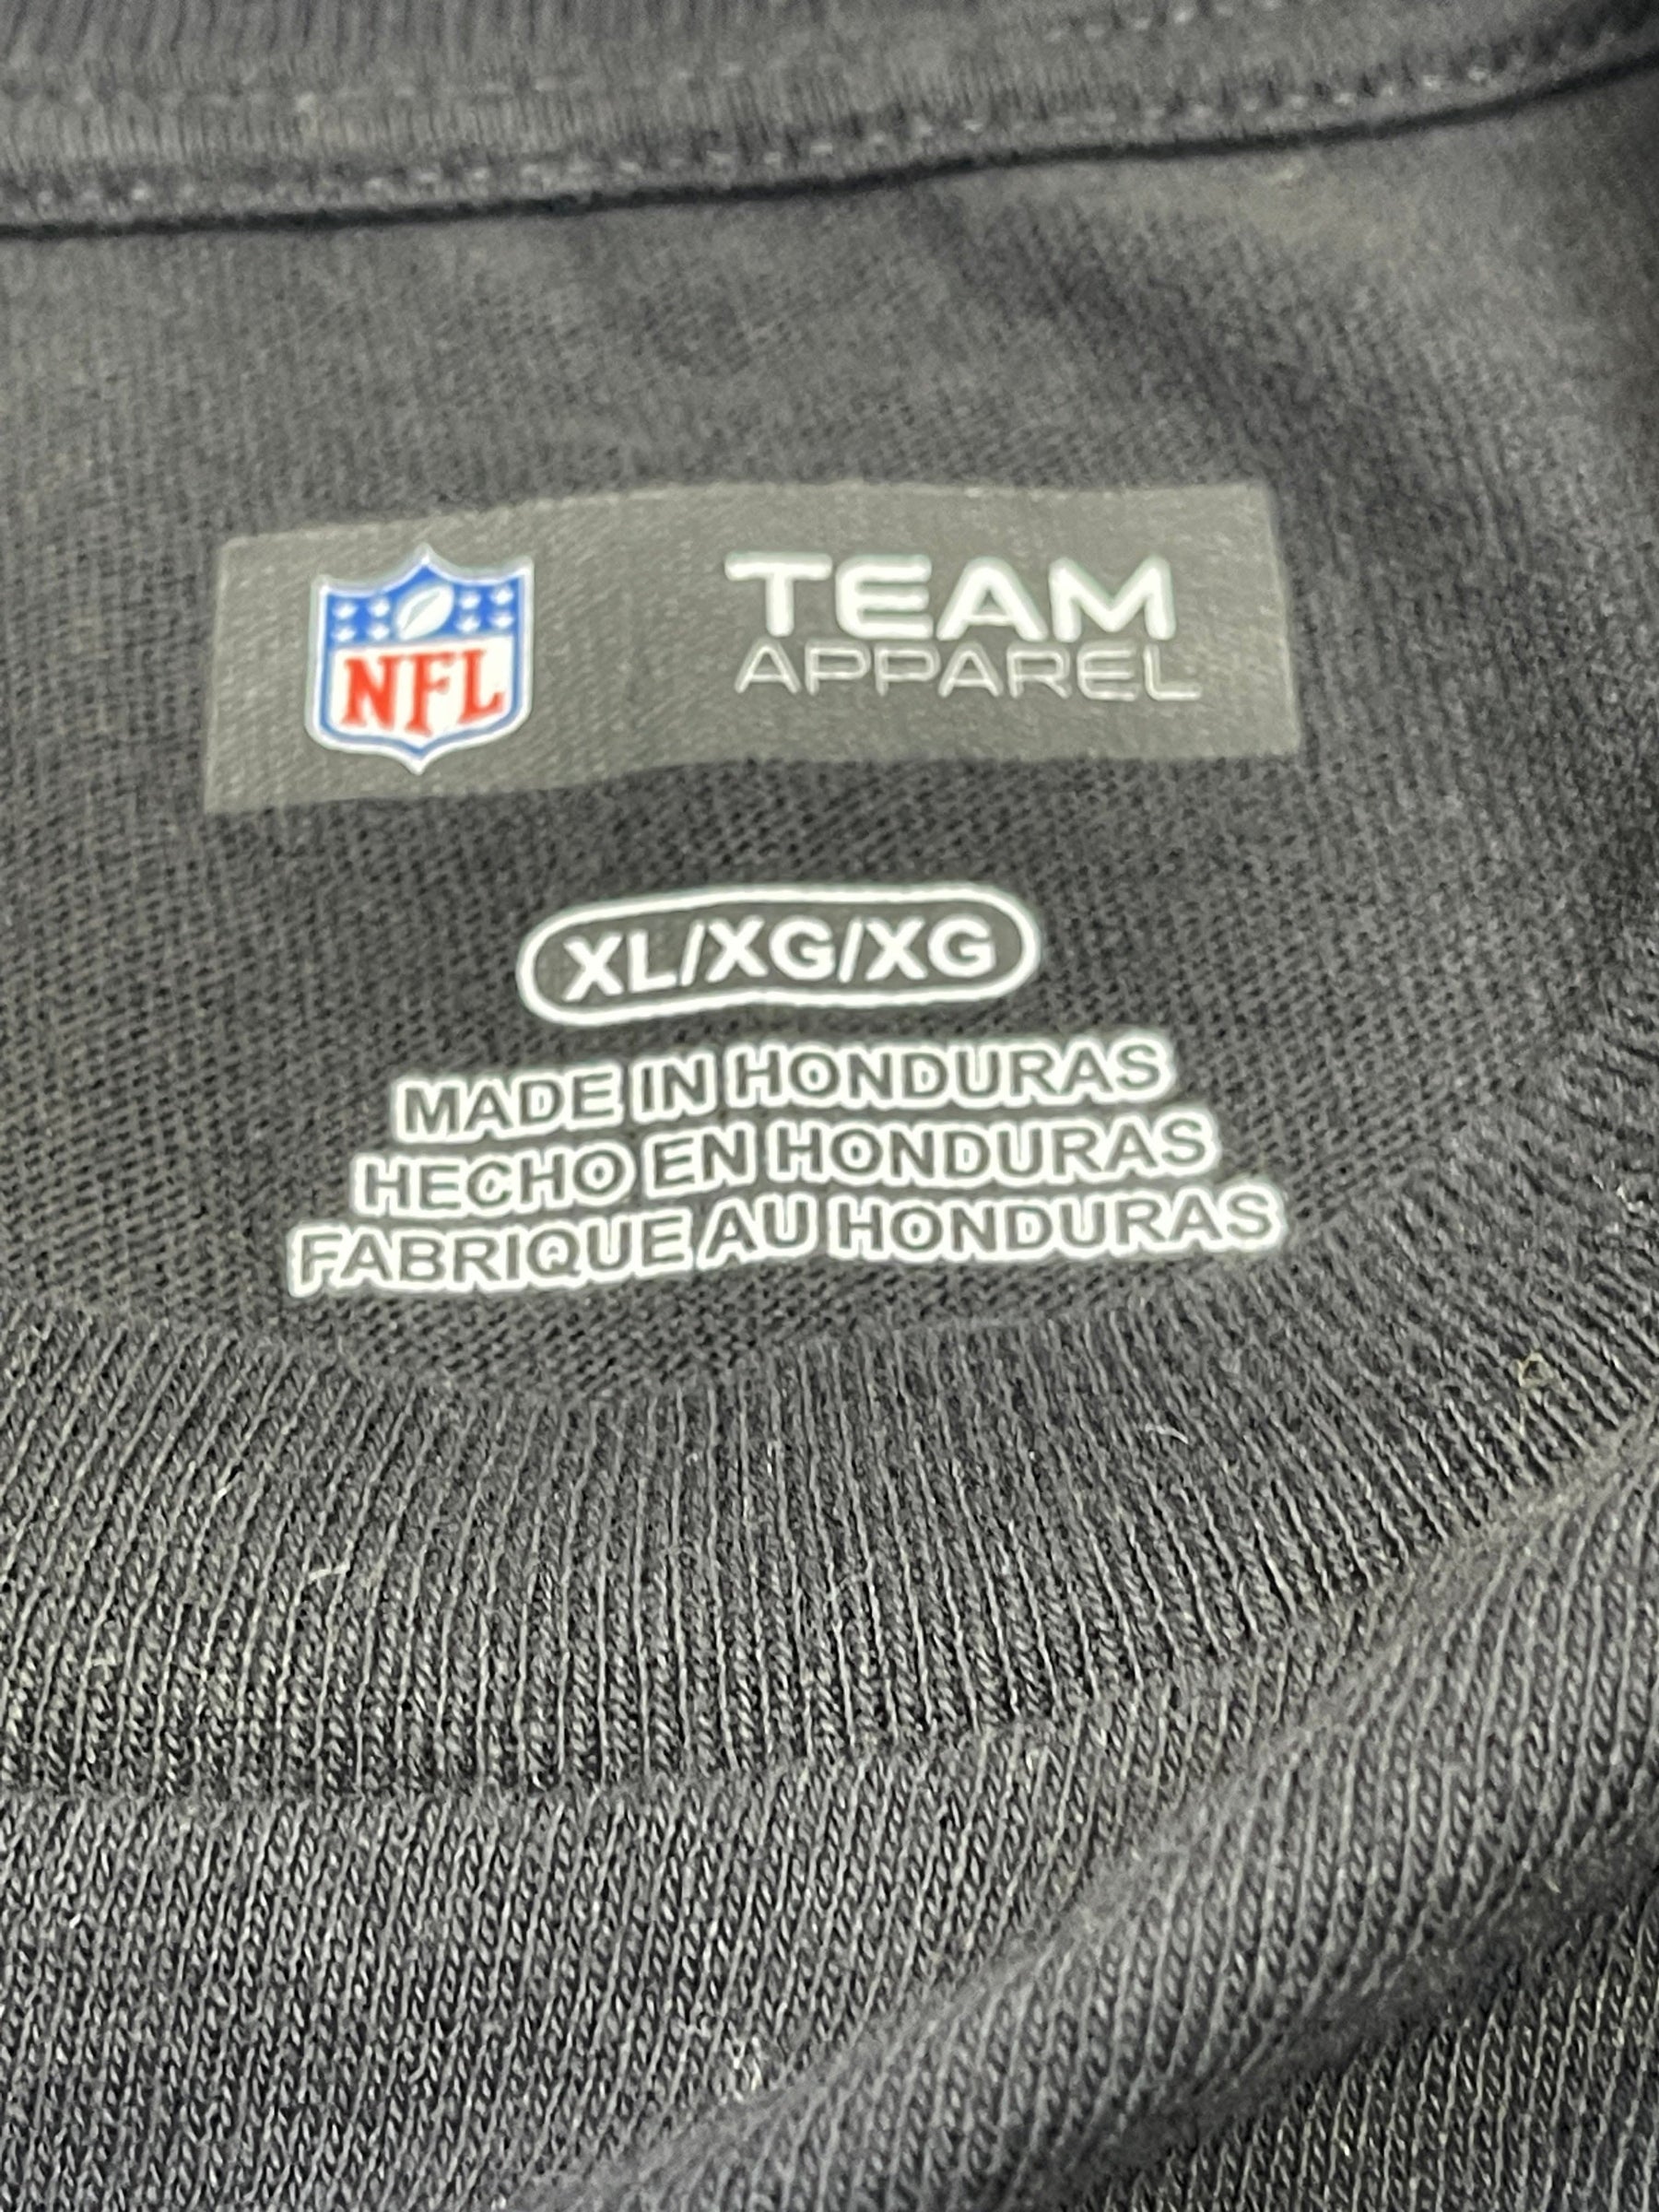 NFL
TEAM
APPAREL
XL/XG/XG
MADE IN HONDURAS
HECHO EN HONDURAS
FABRIQUE AU HONDURAS